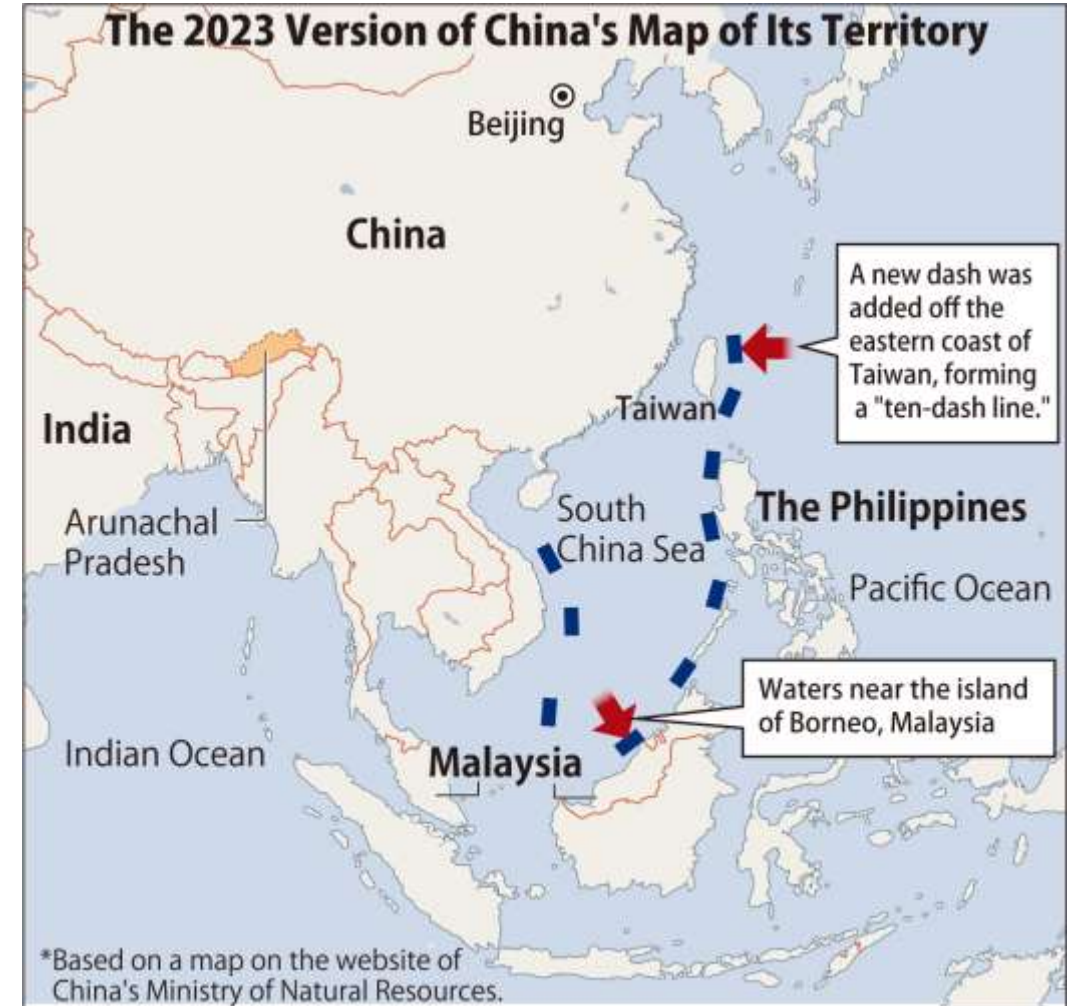 The 2023 Version of China's Map of Its Territory
Beijing
China
A new dash was
added off the
eastern coast of
Taiwan, forming
a "ten-dash line."
Taiwan
India
Arunachal
Pradesh
South
China Sea
The Philippines
Pacific Ocean
Waters near the island
of Borneo, Malaysia
Indian Ocean
Malaysia
*Based on a map on the website of
China's Ministry of Natural Resources.